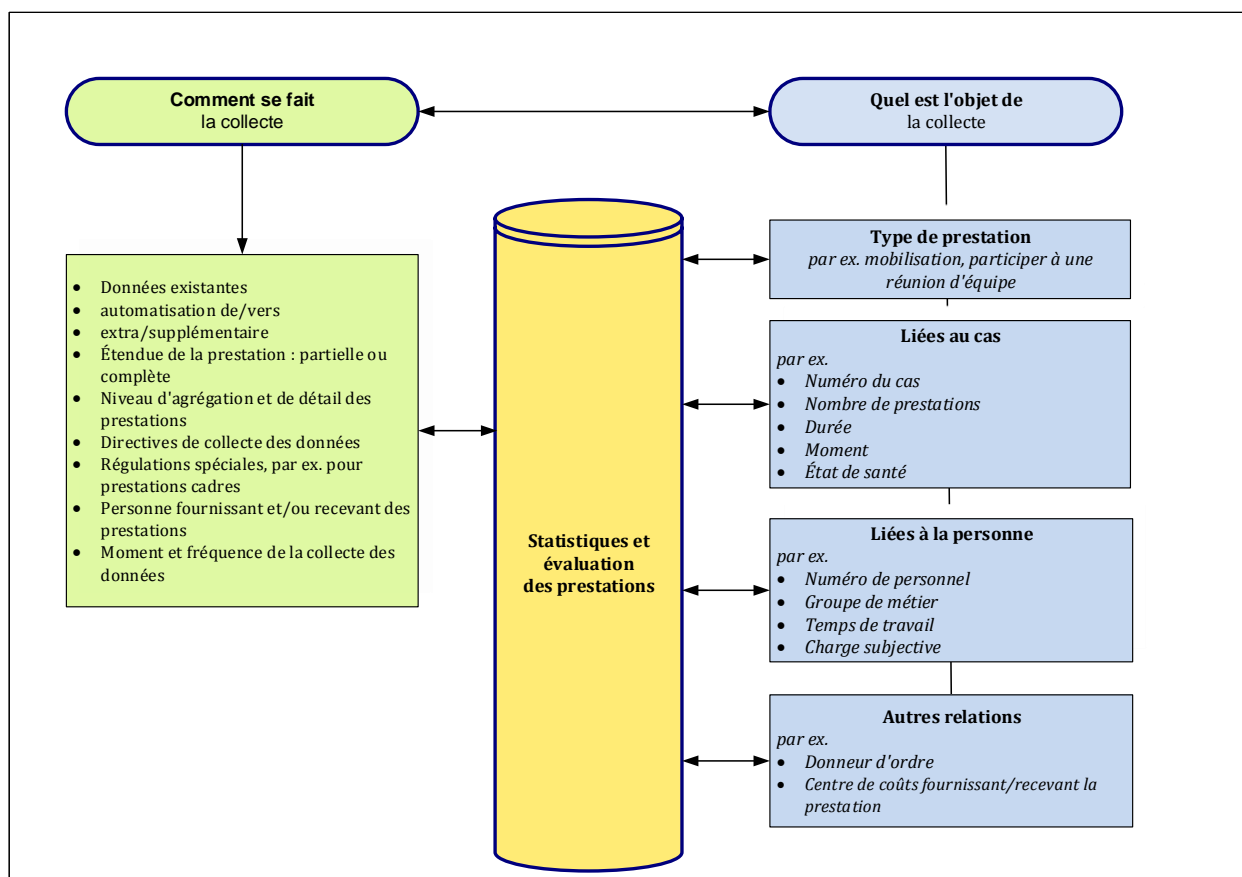 Comment se fait
la collecte
Quel est l'objet de
la collecte
• Données existantes
• automatisation de/vers
• extra/supplémentaire
• Étendue de la prestation : partielle ou
complète
• Niveau d'agrégation et de détail des
prestations
• Directives de collecte des données
• Régulations spéciales, par ex. pour
prestations cadres
• Personne fournissant et/ou recevant des
prestations
• Moment et fréquence de la collecte des
données
Statistiques et
évaluation
des prestations
Type de prestation
par ex. mobilisation, participer à une
réunion d'équipe
Liées au cas
par ex.
• Numéro du cas
• Nombre de prestations
• Durée
• Moment
• État de santé
Liées à la personne
par ex.
• Numéro de personnel
• Groupe de métier
• Temps de travail
• Charge subjective
Autres relations
par ex.
• Donneur d'ordre
• Centre de coûts fournissant/recevant la
prestation